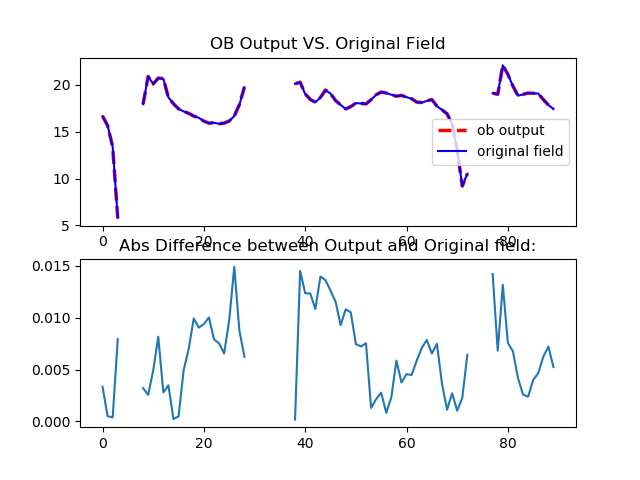 OB Output VS. Original Field
20
15
10
5
ob output
original field
0 20 40 60 80
Abs Difference between Output and Original field:
0.015
0.010
0.005
0.000
0 20 40 60 80